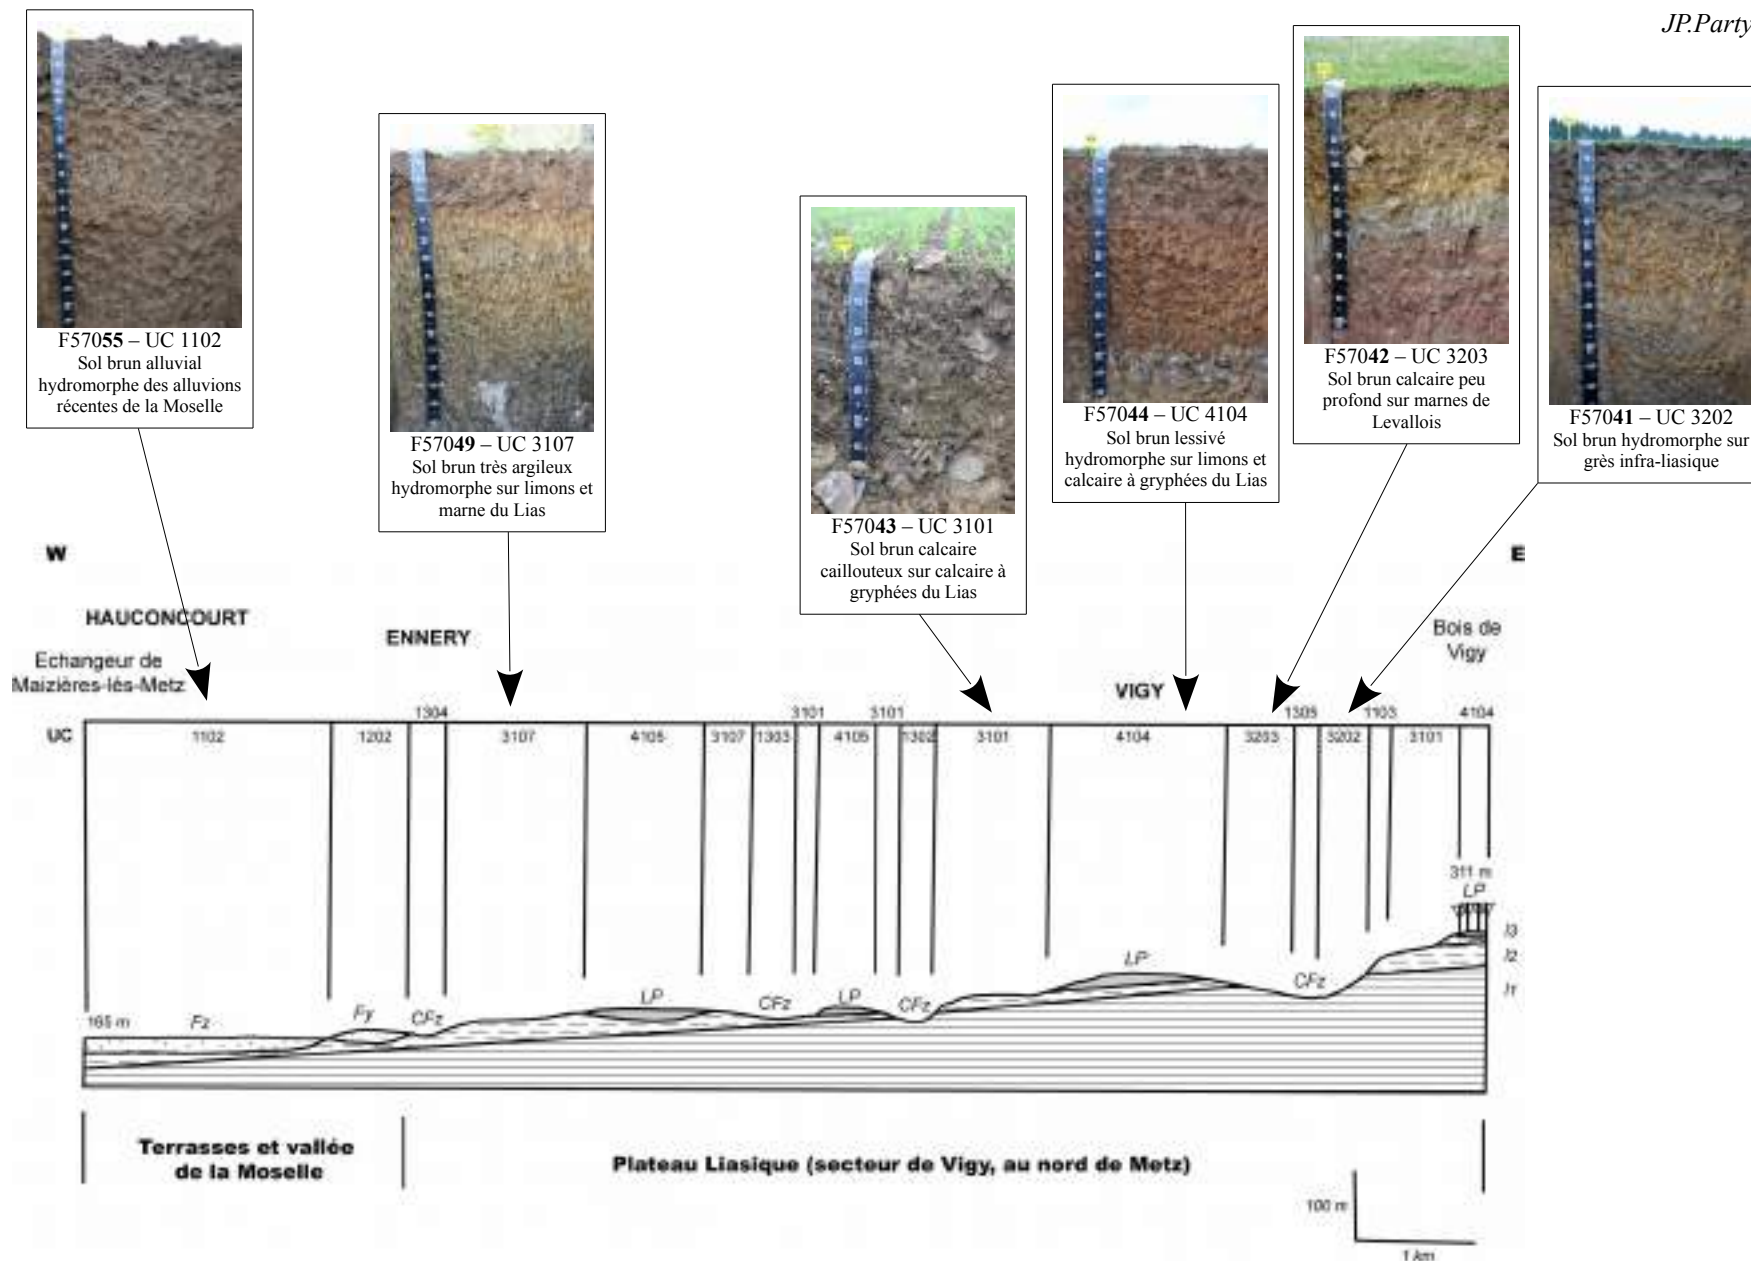 JP.Party
F57055 – UC 1102
Sol brun alluvial
hydromorphe des alluvions
récentes de la Moselle
F57049 – UC 3107
Sol brun très argileux
hydromorphe sur limons et
marne du Lias
F57043 – UC 3101
Sol brun calcaire
caillouteux sur calcaire à
gryphées du Lias
F57044 – UC 4104
Sol brun lessivé
hydromorphe sur limons et
calcaire à gryphées du Lias
F57042 – UC 3203
Sol brun calcaire peu
profond sur marnes de
Levallois
F57041 – UC 3202
Sol brun hydromorphe sur
grès infra-liasique
W
E
HAUCONCOURT
Echangeur de
Maizières-lès-Metz
ENNERY
VIGY
Bois de
Vigy
1304 3101 3101 1305 1103 4104
UC 1102 1202 3107 4105 3107 1303 4105 1302 3101 4104 3203 3202 3101
311 m
LP
l3
l2
l1
165 m Fz Fy CFz LP CFz LP CFz LP CFz
Terrasses et vallée
de la Moselle
Plateau Liasique (secteur de Vigy, au nord de Metz)
100 m
1 km